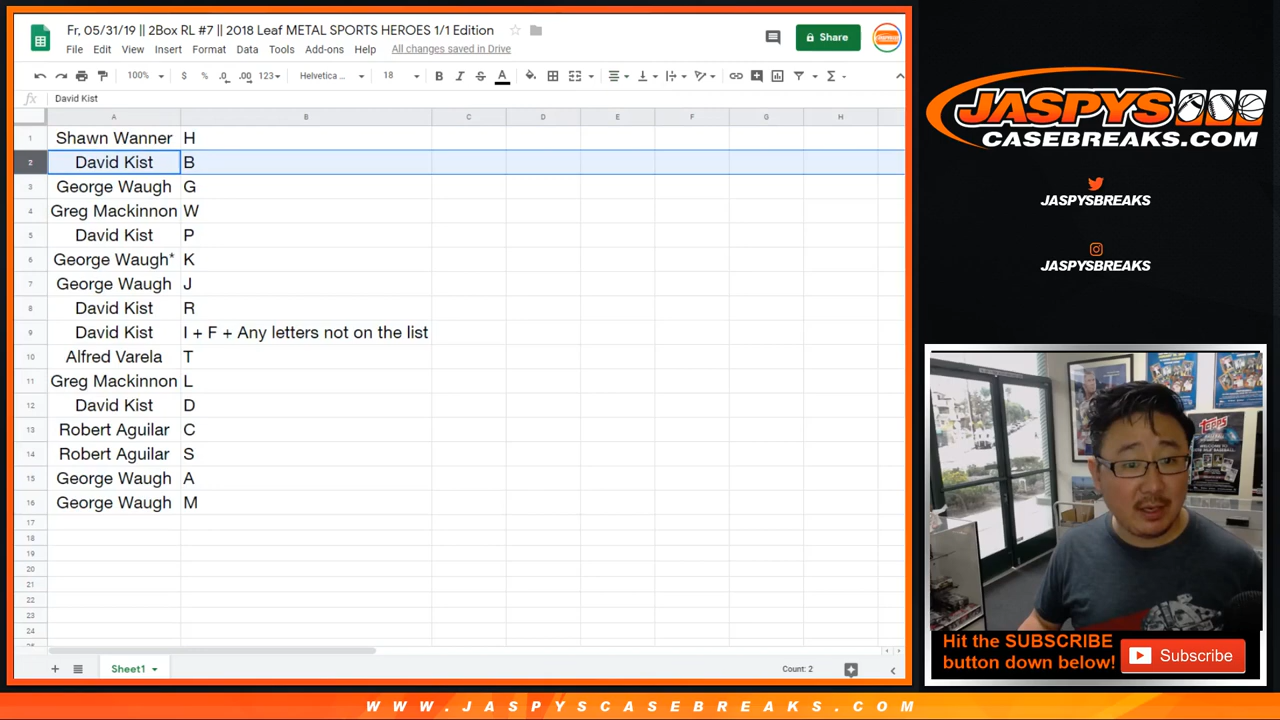 Fr, 05/31/19 || 2Box RL #7 || 2018 Leaf METAL SPORTS HEROES 1/1 Edition
Share
File Edit View Insert Format Data Tools Add-ons Help All changes saved in Drive
100% $ % .0 .00 123 Helvetica ... 18 B I S A
fx David Kist
A B C D E F G H
1 Shawn Wanner H
2 David Kist B
3 George Waugh G
4 Greg Mackinnon W
5 David Kist P
6 George Waugh* K
7 George Waugh J
8 David Kist R
9 David Kist I + F + Any letters not on the list
10 Alfred Varela T
11 Greg Mackinnon L
12 David Kist D
13 Robert Aguilar C
14 Robert Aguilar S
15 George Waugh A
16 George Waugh M
17
18
19
20
21
22
23
24
Sheet1 Count: 2
JASPYS
CASEBREAKS.COM
JASPYSBREAKS
JASPYSBREAKS
TOPPS
WELCOME TO
BASEBALL
Hit the SUBSCRIBE
button down below!
Subscribe
WWW.JASPYSCASEBREAKS.COM